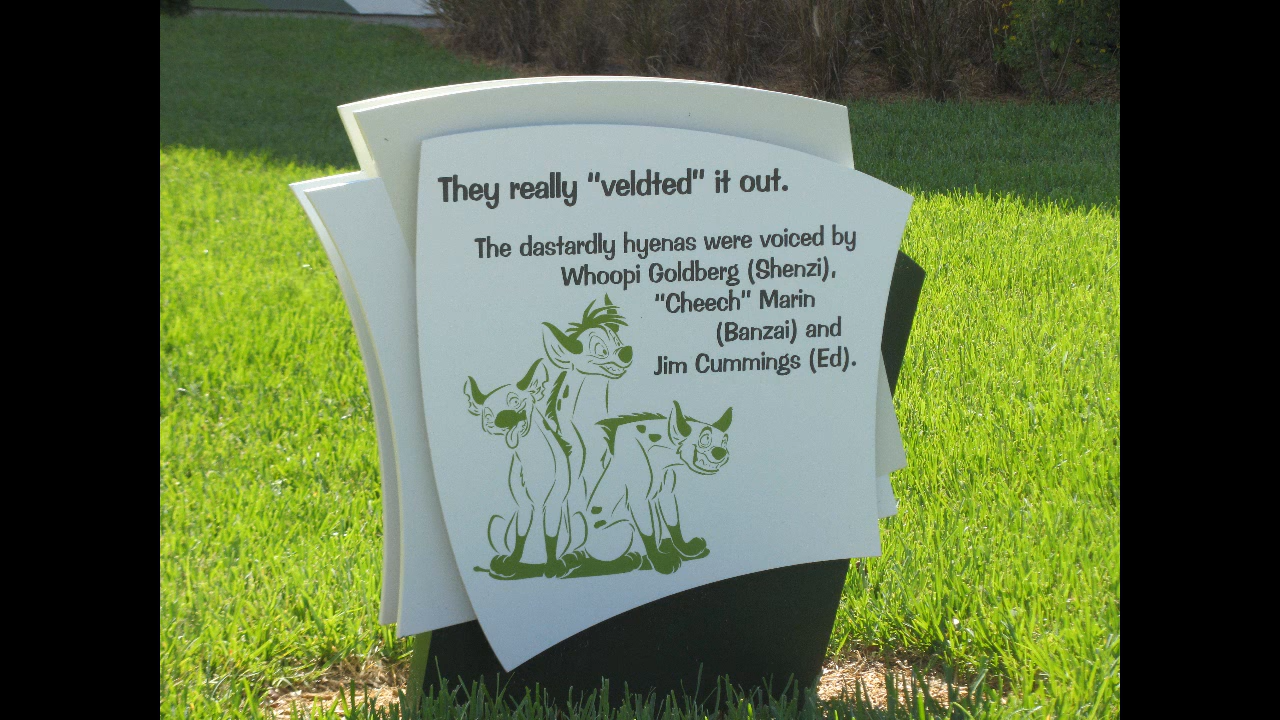 They really "veldted" it out.
The dastardly hyenas were voiced by
Whoopi Goldberg (Shenzi),
"Cheech" Marin
(Banzai) and
Jim Cummings (Ed).